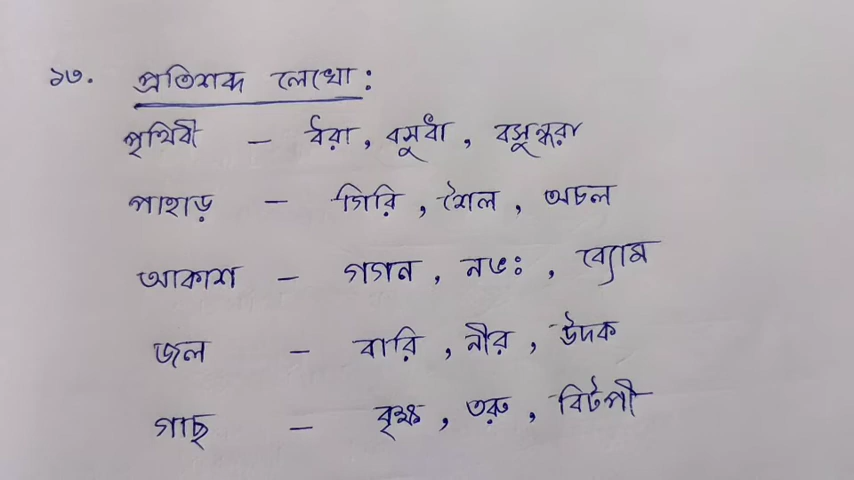 ১৩. প্রতিশব্দ লেখো :
পৃথিবী – ধরা, বসুধা, বসুন্ধরা
পাহাড় – গিরি, শৈল, অচল
আকাশ – গগন, নভঃ, ব্যোম
জল – বারি, নীর, উদক
গাছ – বৃক্ষ, তরু, বিটপী